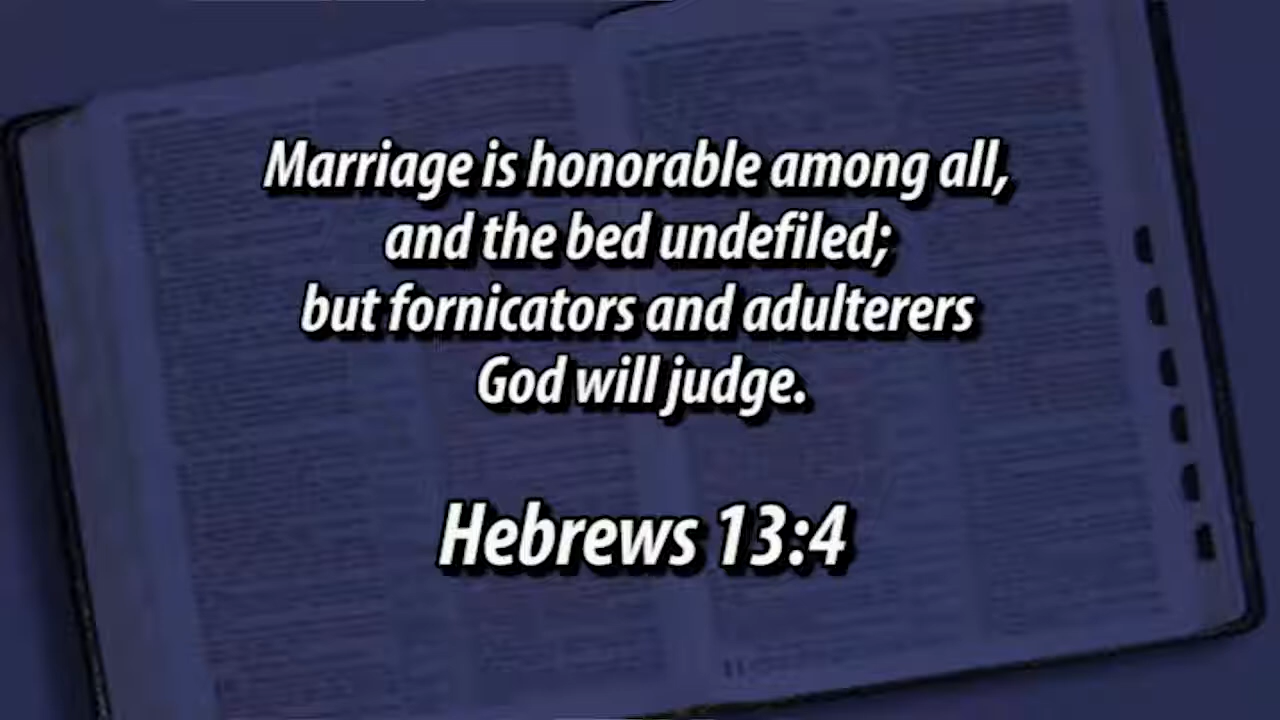 Marriage is honorable among all,
and the bed undefiled;
but fornicators and adulterers
God will judge.
Hebrews 13:4